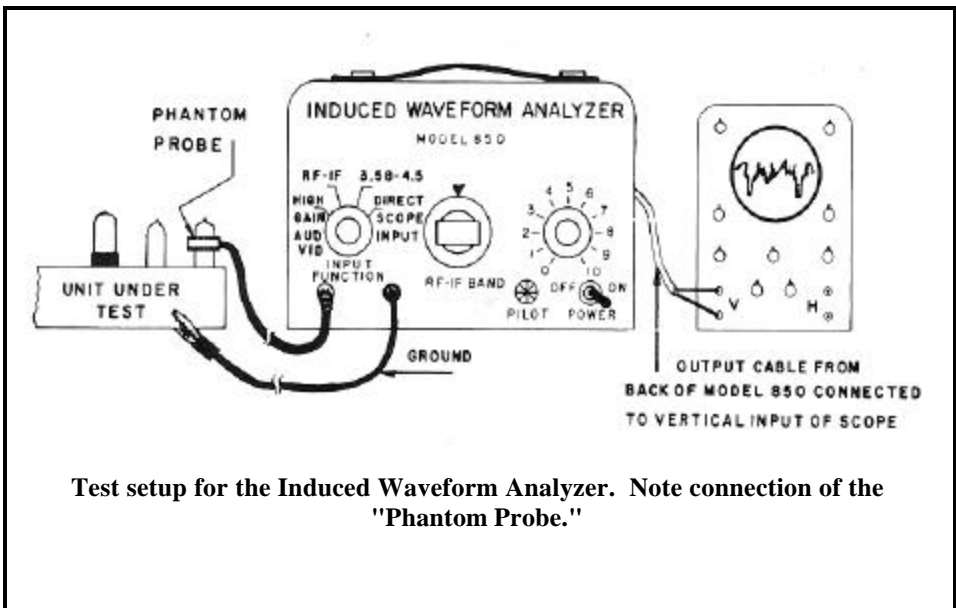 PHANTOM
PROBE
INDUCED WAVEFORM ANALYZER
MODEL 850
RF-IF 3.58-4.5
HIGH GAIN
AUD VID
DIRECT SCOPE INPUT
INPUT FUNCTION
RF-IF BAND
0 1 2 3 4 5 6 7 8 9 10
PILOT
OFF ON
POWER
V H
UNIT UNDER
TEST
GROUND
OUTPUT CABLE FROM
BACK OF MODEL 850 CONNECTED
TO VERTICAL INPUT OF SCOPE
Test setup for the Induced Waveform Analyzer. Note connection of the
"Phantom Probe."